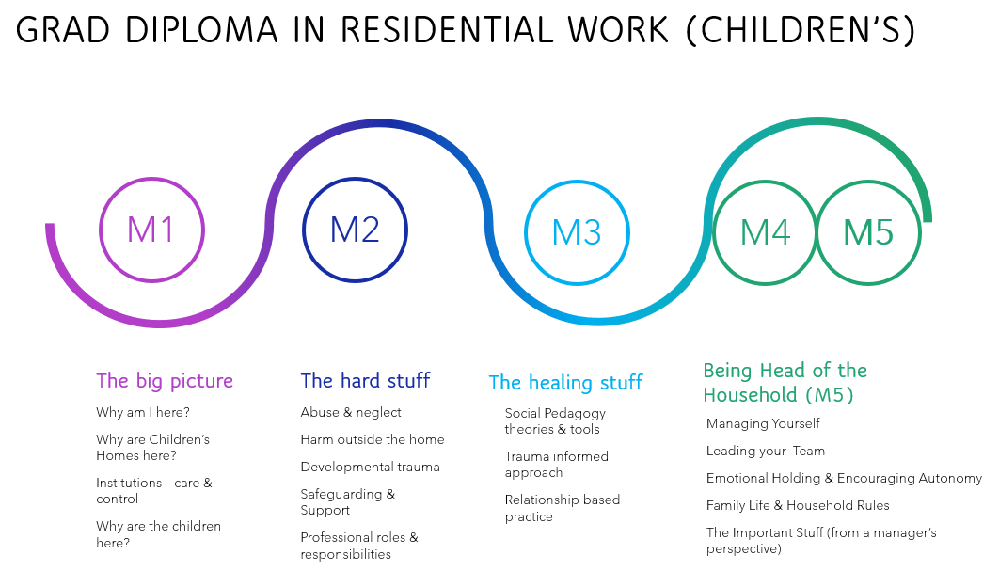 GRAD DIPLOMA IN RESIDENTIAL WORK (CHILDREN'S)
M1
M2
M3
M4
M5
The big picture
Why am I here?
Why are Children's
Homes here?
Institutions – care &
control
Why are the children
here?
The hard stuff
Abuse & neglect
Harm outside the home
Developmental trauma
Safeguarding &
Support
Professional roles &
responsibilities
The healing stuff
Social Pedagogy
theories & tools
Trauma informed
approach
Relationship based
practice
Being Head of the
Household (M5)
Managing Yourself
Leading your  Team
Emotional Holding & Encouraging Autonomy
Family Life & Household Rules
The Important Stuff (from a manager's
perspective)